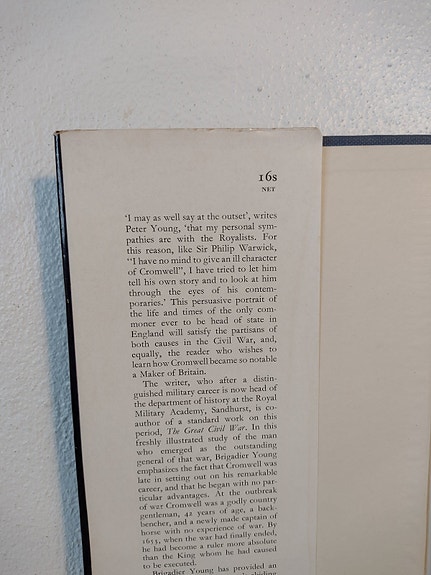 16s
NET
'I may as well say at the outset', writes
Peter Young, 'that my personal sym-
pathies are with the Royalists. For
this reason, like Sir Philip Warwick,
"I have no mind to give an ill character
of Cromwell", I have tried to let him
tell his own story and to look at him
through the eyes of his contem-
poraries.' This persuasive portrait of
the life and times of the only com-
moner ever to be head of state in
England will satisfy the partisans of
both causes in the Civil War, and,
equally, the reader who wishes to
learn how Cromwell became so notable
a Maker of Britain.
The writer, who after a distin-
guished military career is now head of
the department of history at the Royal
Military Academy, Sandhurst, is co-
author of a standard work on this
period, The Great Civil War. In this
freshly illustrated study of the man
who emerged as the outstanding
general of that war, Brigadier Young
emphasizes the fact that Cromwell was
late in setting out on his remarkable
career, and that he began with no par-
ticular advantages. At the outbreak
of war Cromwell was a godly country
gentleman, 42 years of age, a back-
bencher, and a newly made captain of
horse with no experience of war. By
1653, when the war had finally ended,
he had become a ruler more absolute
than the King whom he had caused
to be executed.
Brigadier Young has provided an